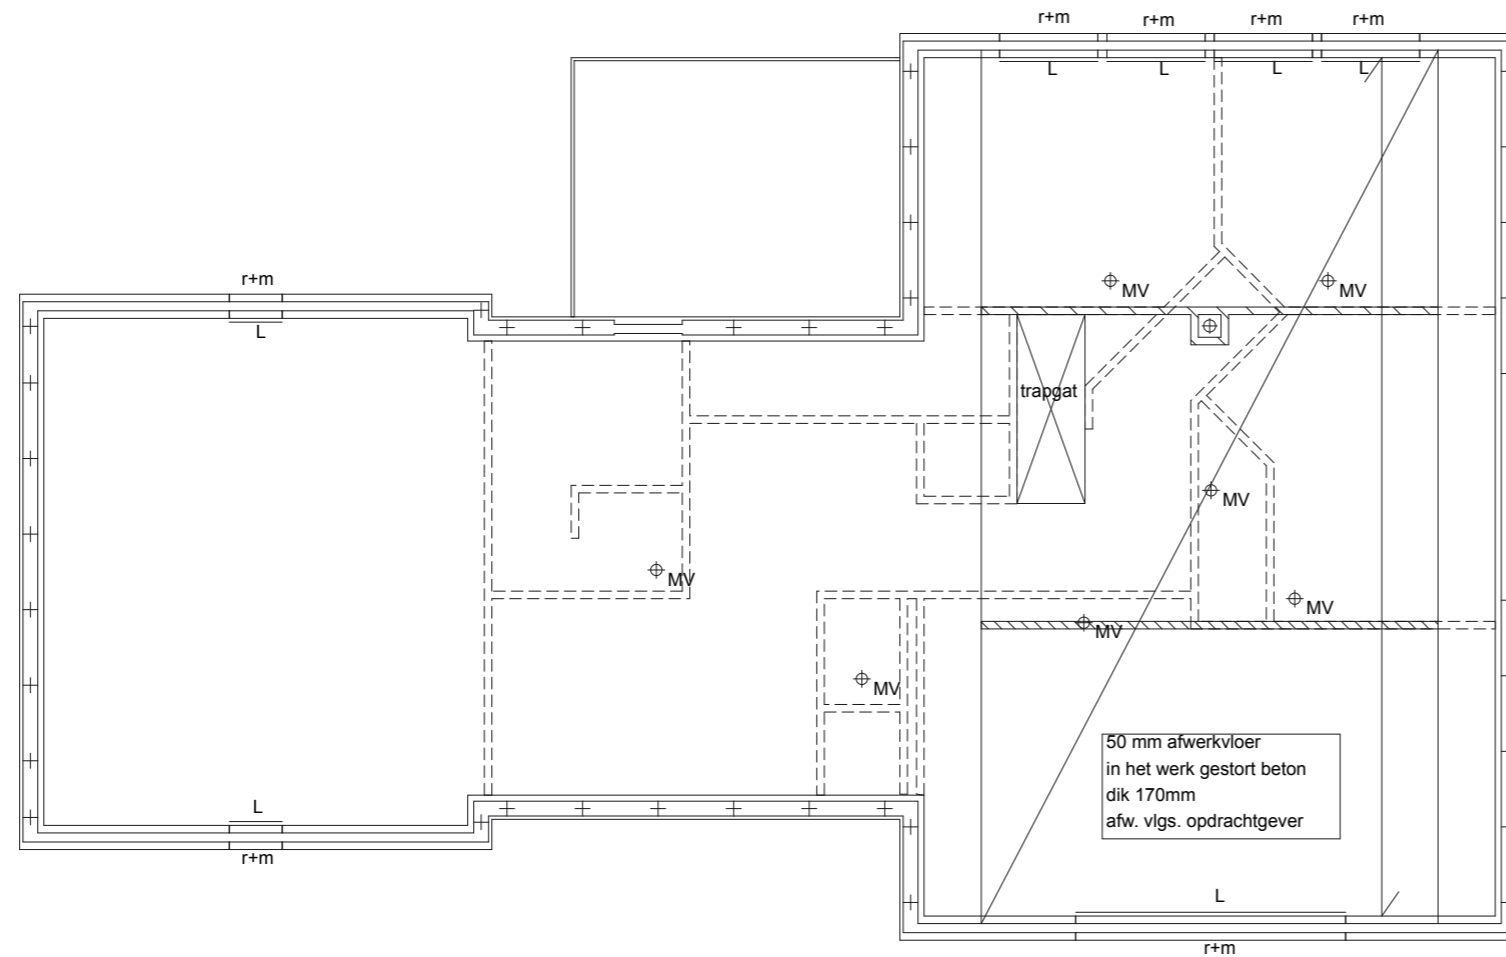 r+m
r+m
r+m
r+m
L
L
L
L
r+m
L
MV
MV
trapgat
MV
MV
MV
MV
MV
50 mm afwerkvloer
in het werk gestort beton
dik 170mm
afw. vlgs. opdrachtgever
L
r+m
L
r+m